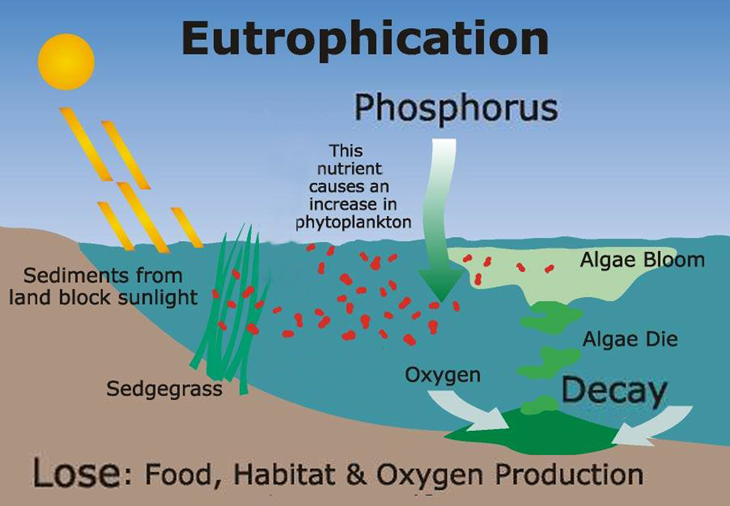 Eutrophication
Phosphorus
This
nutrient
causes an
increase in
phytoplankton
Algae Bloom
Sediments from
land block sunlight
Algae Die
Oxygen
Sedgegrass
Decay
Lose: Food, Habitat & Oxygen Production